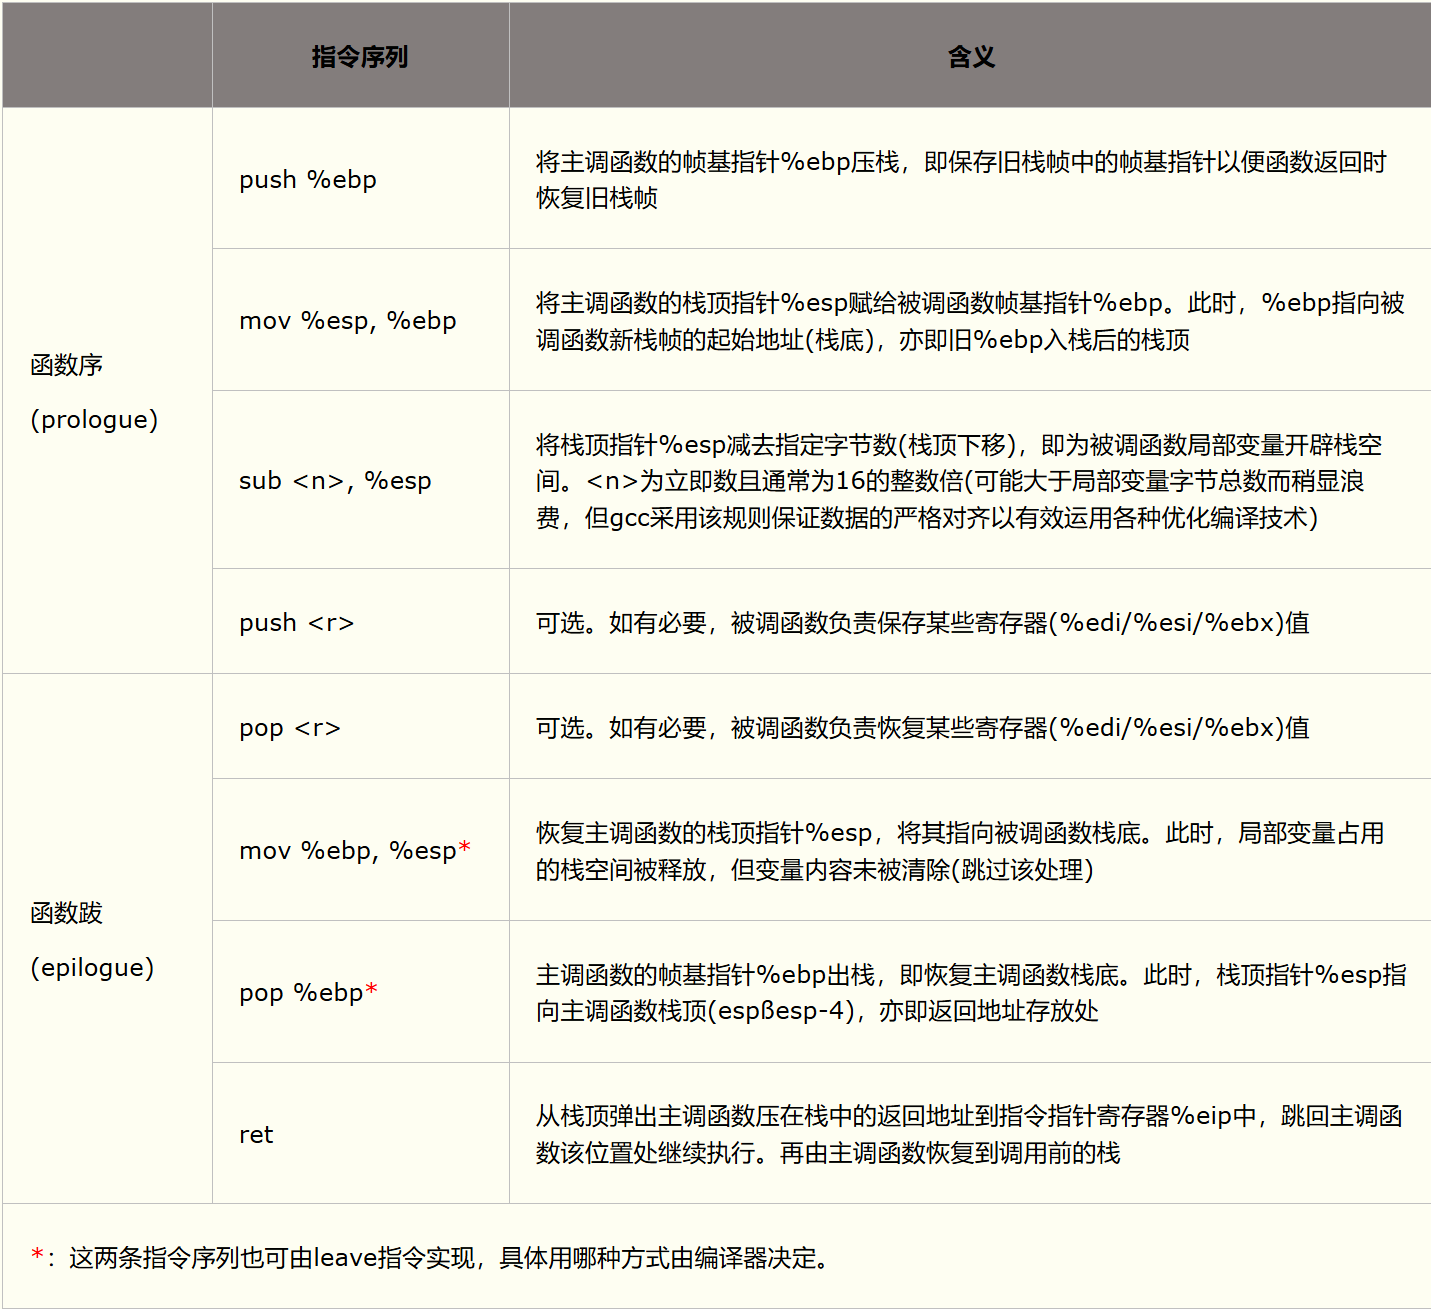 指令序列
含义
函数序
(prologue)
push %ebp
将主调函数的帧基指针%ebp压栈，即保存旧栈帧中的帧基指针以便函数返回时
恢复旧栈帧
mov %esp, %ebp
将主调函数的栈顶指针%esp赋给被调函数帧基指针%ebp。此时，%ebp指向被
调函数新栈帧的起始地址(栈底)，亦即旧%ebp入栈后的栈顶
sub <n>, %esp
将栈顶指针%esp减去指定字节数(栈顶下移)，即为被调函数局部变量开辟栈空
间。<n>为立即数且通常为16的整数倍(可能大于局部变量字节总数而稍显浪
费，但gcc采用该规则保证数据的严格对齐以有效运用各种优化编译技术)
push <r>
可选。如有必要，被调函数负责保存某些寄存器(%edi/%esi/%ebx)值
函数跋
(epilogue)
pop <r>
可选。如有必要，被调函数负责恢复某些寄存器(%edi/%esi/%ebx)值
mov %ebp, %esp*
恢复主调函数的栈顶指针%esp，将其指向被调函数栈底。此时，局部变量占用
的栈空间被释放，但变量内容未被清除(跳过该处理)
pop %ebp*
主调函数的帧基指针%ebp出栈，即恢复主调函数栈底。此时，栈顶指针%esp指
向主调函数栈顶(espßesp-4)，亦即返回地址存放处
ret
从栈顶弹出主调函数压在栈中的返回地址到指令指针寄存器%eip中，跳回主调函
数该位置处继续执行。再由主调函数恢复到调用前的栈
*：这两条指令序列也可由leave指令实现，具体用哪种方式由编译器决定。